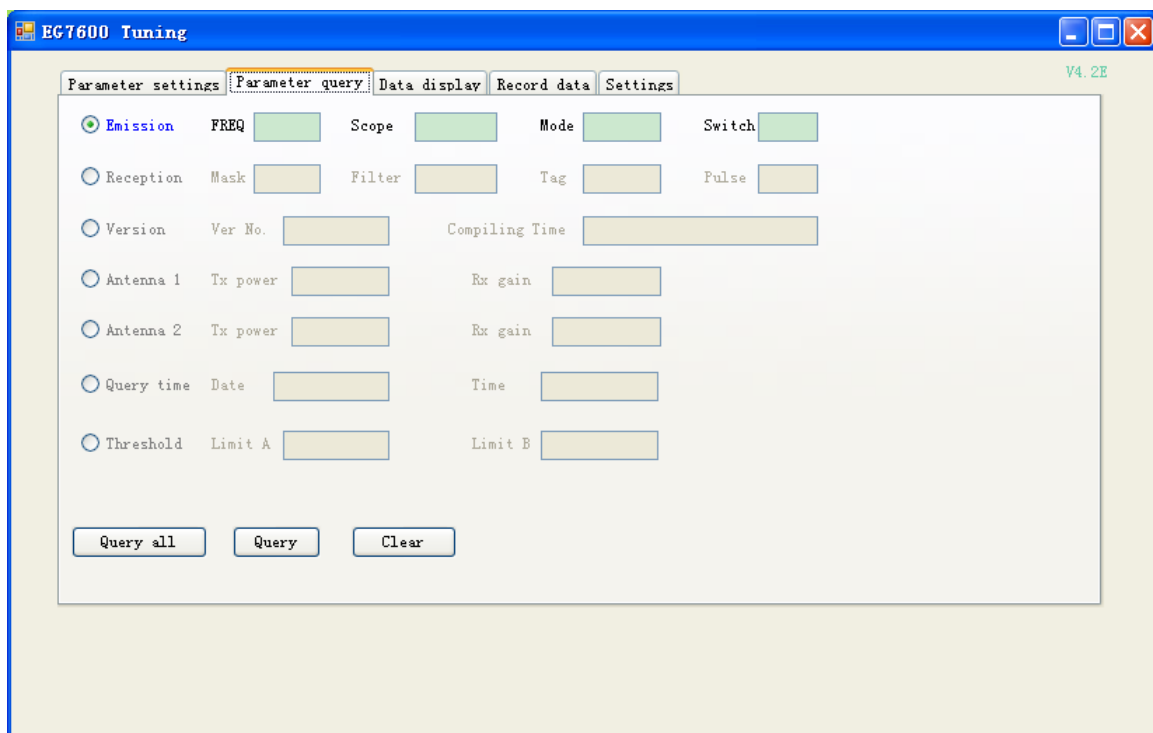 EG7600 Tuning
V4.2E
Parameter settings Parameter query Data display Record data Settings
Emission FREQ Scope Mode Switch
Reception Mask Filter Tag Pulse
Version Ver No. Compiling Time
Antenna 1 Tx power Rx gain
Antenna 2 Tx power Rx gain
Query time Date Time
Threshold Limit A Limit B
Query all Query Clear